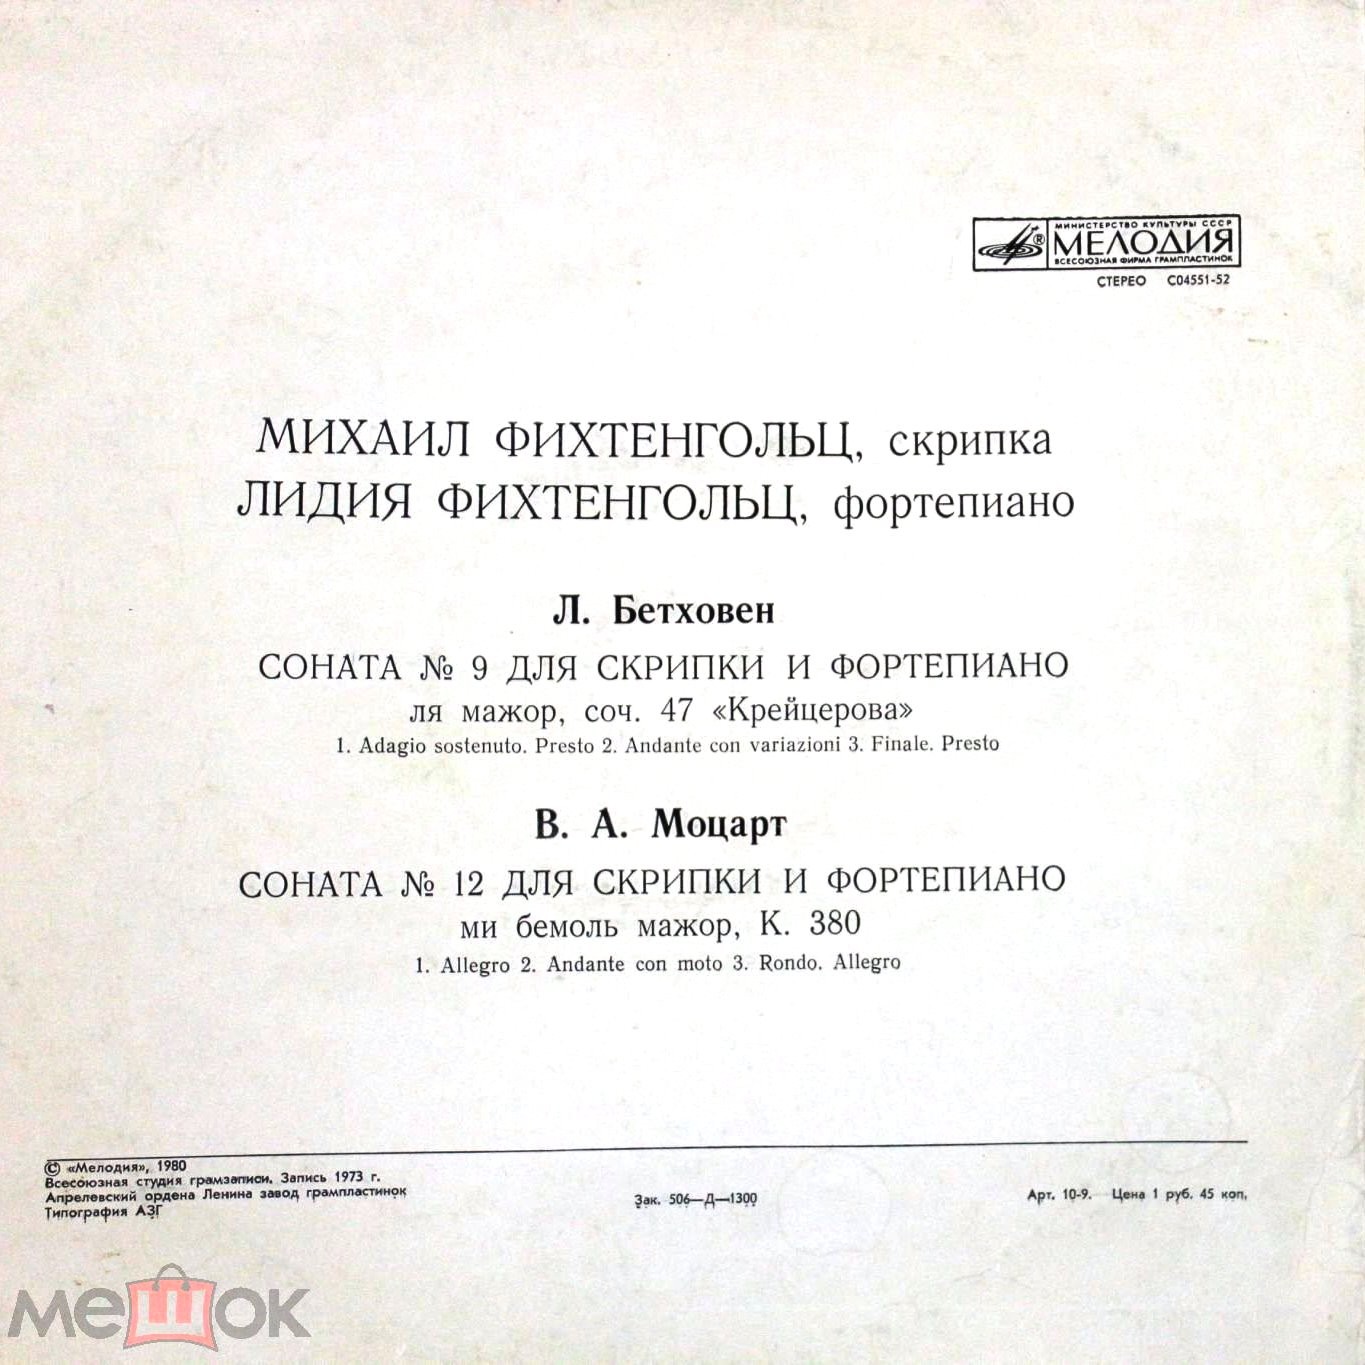 МИНИСТЕРСТВО КУЛЬТУРЫ СССР
МЕЛОДИЯ
ВСЕСОЮЗНАЯ ФИРМА ГРАМПЛАСТИНОК
СТЕРЕО С04551-52
МИХАИЛ ФИХТЕНГОЛЬЦ, скрипка
ЛИДИЯ ФИХТЕНГОЛЬЦ, фортепиано
Л. Бетховен
СОНАТА № 9 ДЛЯ СКРИПКИ И ФОРТЕПИАНО
ля мажор, соч. 47 «Крейцерова»
1. Adagio sostenuto. Presto 2. Andante con variazioni 3. Finale. Presto
В. А. Моцарт
СОНАТА № 12 ДЛЯ СКРИПКИ И ФОРТЕПИАНО
ми бемоль мажор, К. 380
1. Allegro 2. Andante con moto 3. Rondo. Allegro
© «Мелодия», 1980
Всесоюзная студия грамзаписи. Запись 1973 г.
Апрелевский ордена Ленина завод грампластинок
Типография АЗГ
Зак. 506—Д—1300
Арт. 10-9. Цена 1 руб. 45 коп.
мешок